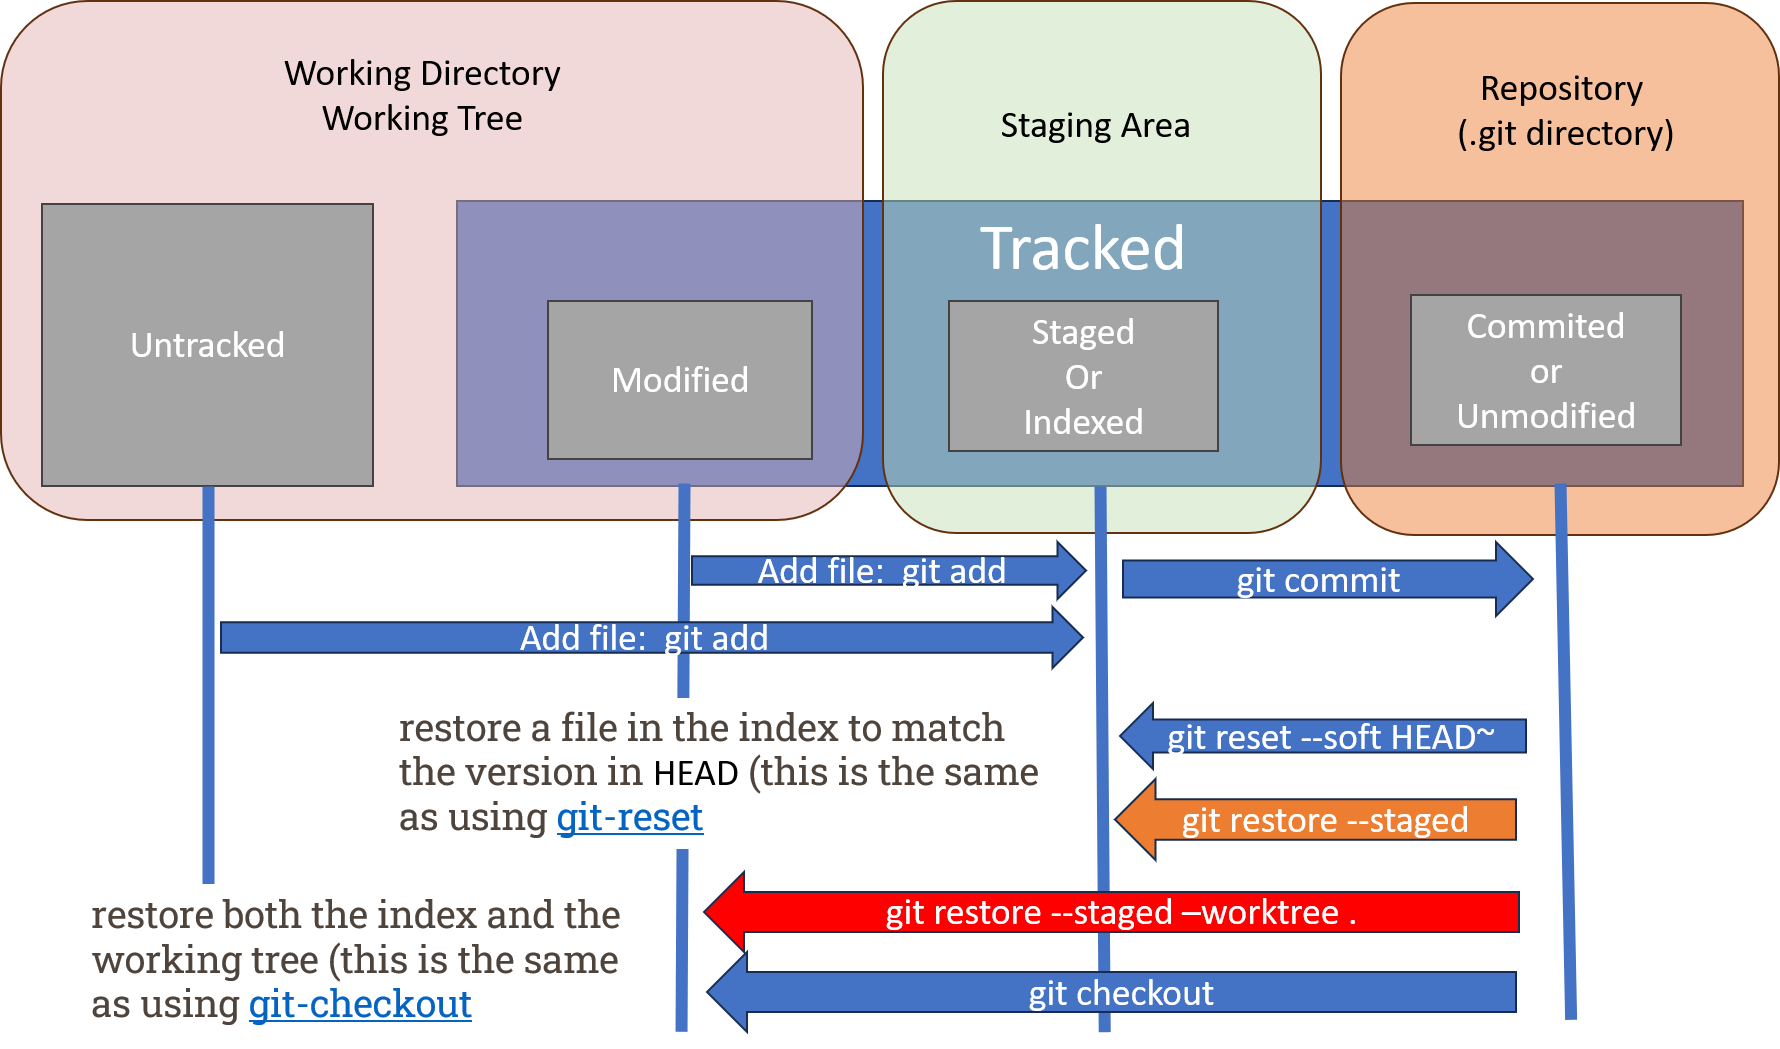 Working Directory
Working Tree
Staging Area
Repository
(.git directory)
Tracked
Untracked
Modified
Staged
Or
Indexed
Commited
or
Unmodified
Add file:  git add
git commit
Add file:  git add
restore a file in the index to match
the version in HEAD (this is the same
as using git-reset
git reset --soft HEAD~
git restore --staged
restore both the index and the
working tree (this is the same
as using git-checkout
git restore --staged –worktree .
git checkout